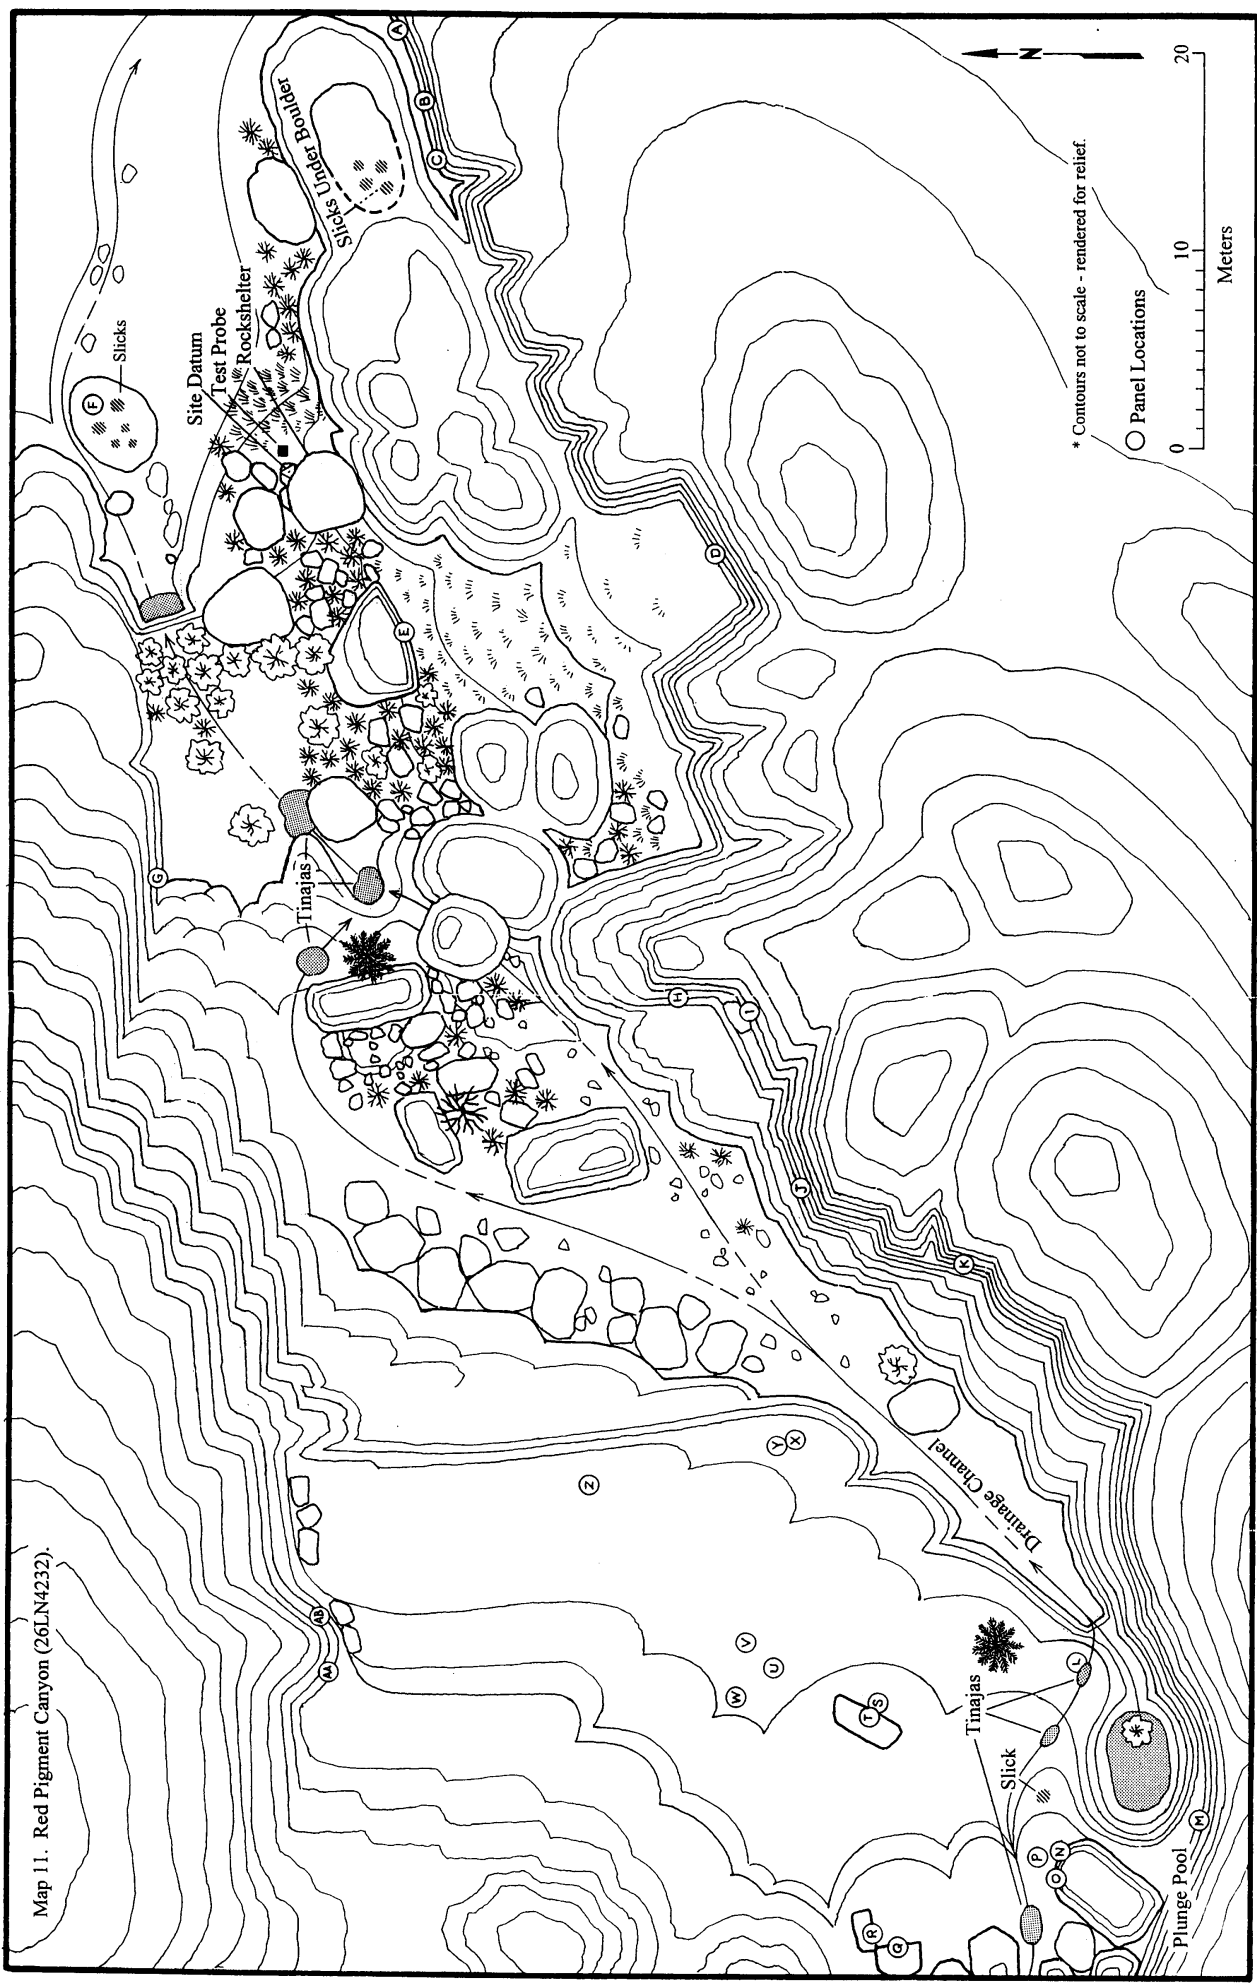 Map 11. Red Pigment Canyon (26LN4232).
AA
AB
G
Z
Y
X
W
V
U
T
S
R
Q
P
O
N
M
L
K
J
I
H
F
E
D
C
B
A
Tinajas
Slick
Plunge Pool
Drainage Channel
Tinajas
Slicks
Site Datum
Test Probe
Rockshelter
Slicks Under Boulder
N
* Contours not to scale - rendered for relief.
Panel Locations
0
10
20
Meters